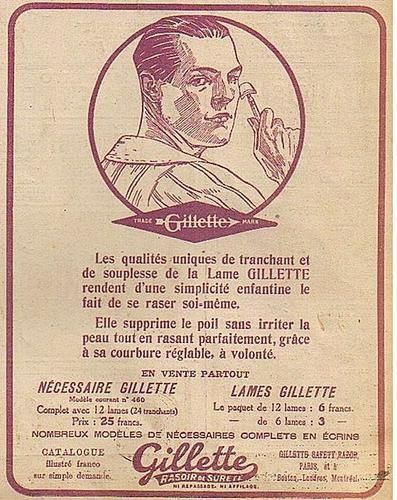 TRADE Gillette MARK
Les qualités uniques de tranchant et
de souplesse de la Lame GILLETTE
rendent d'une simplicité enfantine le
fait de se raser soi-même.
Elle supprime le poil sans irriter la
peau tout en rasant parfaitement, grâce
à sa courbure réglable, à volonté.
EN VENTE PARTOUT
NÉCESSAIRE GILLETTE
Modèle courant n° 460
Complet avec 12 lames (24 tranchants)
Prix : 25 francs.
LAMES GILLETTE
Le paquet de 12 lames : 6 francs.
— de 6 lames : 3 —
NOMBREUX MODÈLES DE NÉCESSAIRES COMPLETS EN ÉCRINS
CATALOGUE
illustré franco
sur simple demande.
Gillette
RASOIR DE SURETÉ
NI REPASSAGE, NI AFFILAGE.
GILLETTE SAFETY RAZOR
PARIS, et à
Boston, Londres, Montréal.